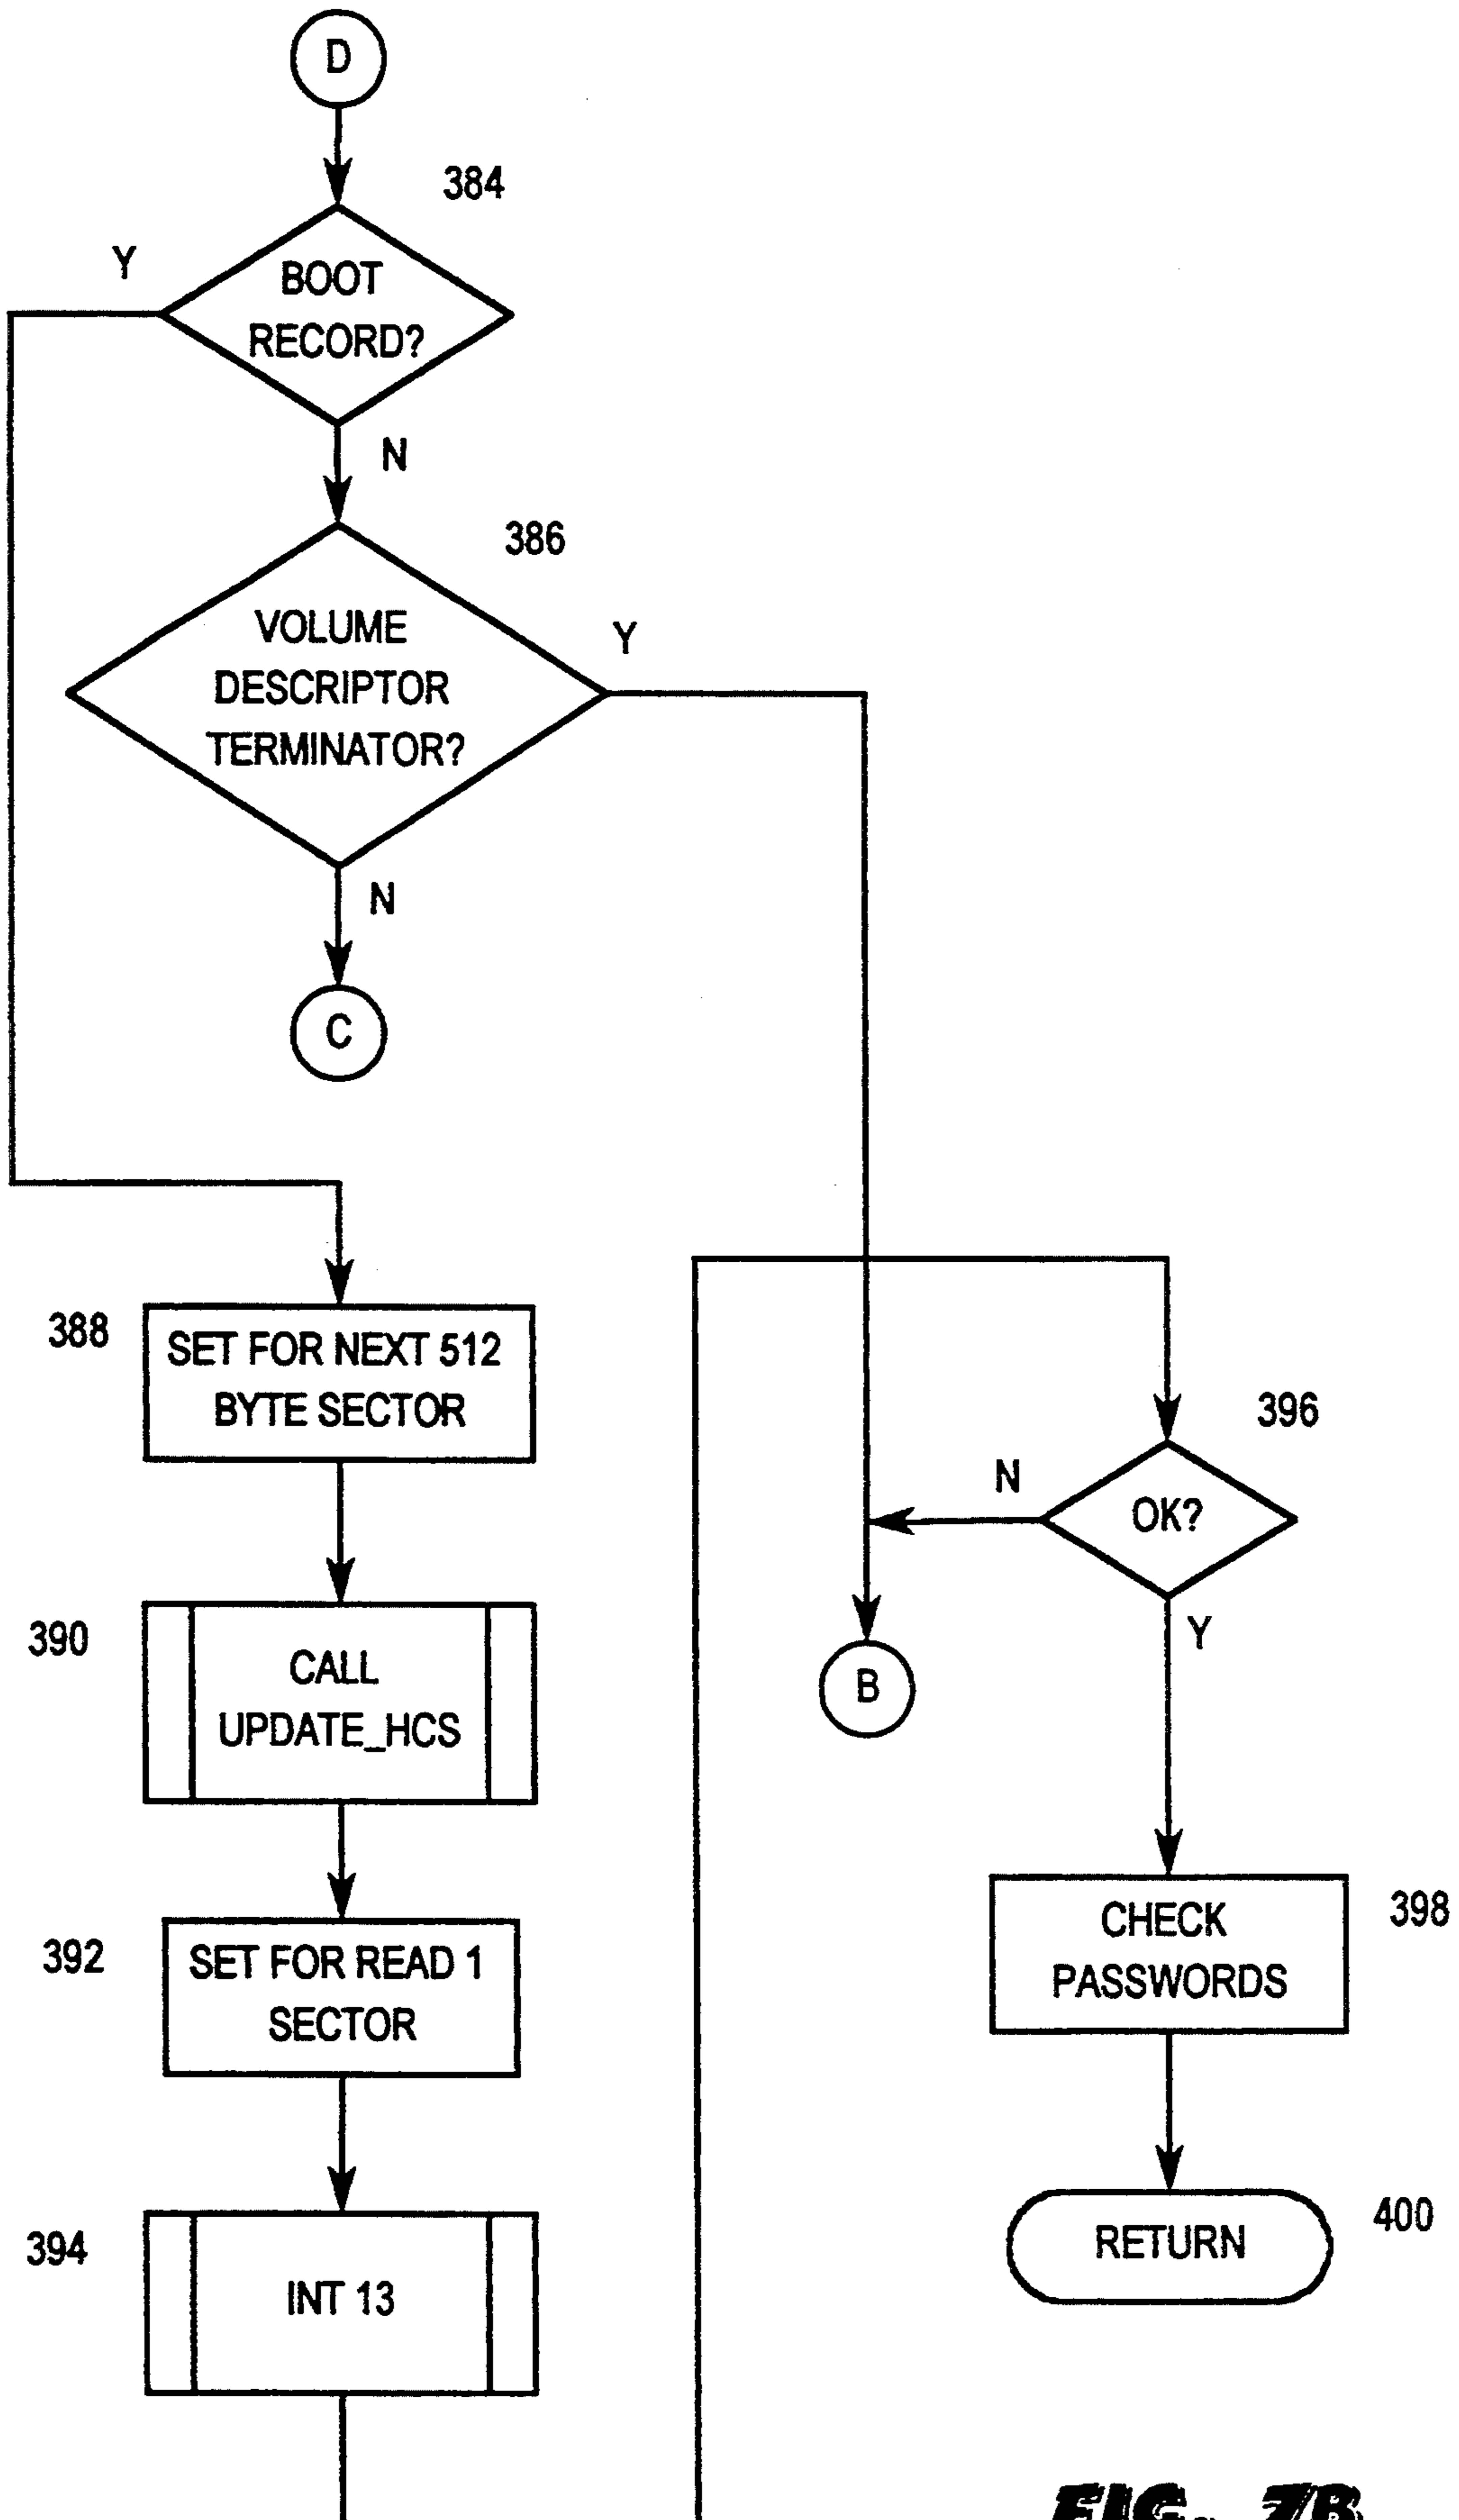 D
384
Y
BOOT
RECORD?
N
386
VOLUME
DESCRIPTOR
TERMINATOR?
Y
N
C
388
SET FOR NEXT 512
BYTE SECTOR
390
CALL
UPDATE_HCS
392
SET FOR READ 1
SECTOR
394
INT 13
396
N
OK?
Y
B
398
CHECK
PASSWORDS
400
RETURN
FIG. 7B